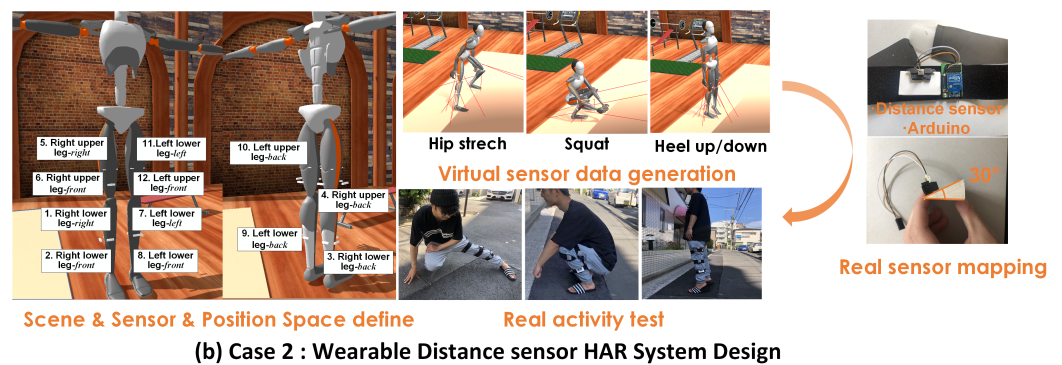 5. Right upper
leg-right
11.Left lower
leg-left
6. Right upper
leg-front
12. Left upper
leg-front
1. Right lower
leg-right
7. Left lower
leg-left
2. Right lower
leg-front
8. Left lower
leg-front
10. Left upper
leg-back
4. Right upper
leg-back
9. Left lower
leg-back
3. Right lower
leg-back
Scene & Sensor & Position Space define
Hip strech
Squat
Heel up/down
Virtual sensor data generation
Real activity test
·Distance sensor
·Arduino
30°
Real sensor mapping
(b) Case 2 : Wearable Distance sensor HAR System Design